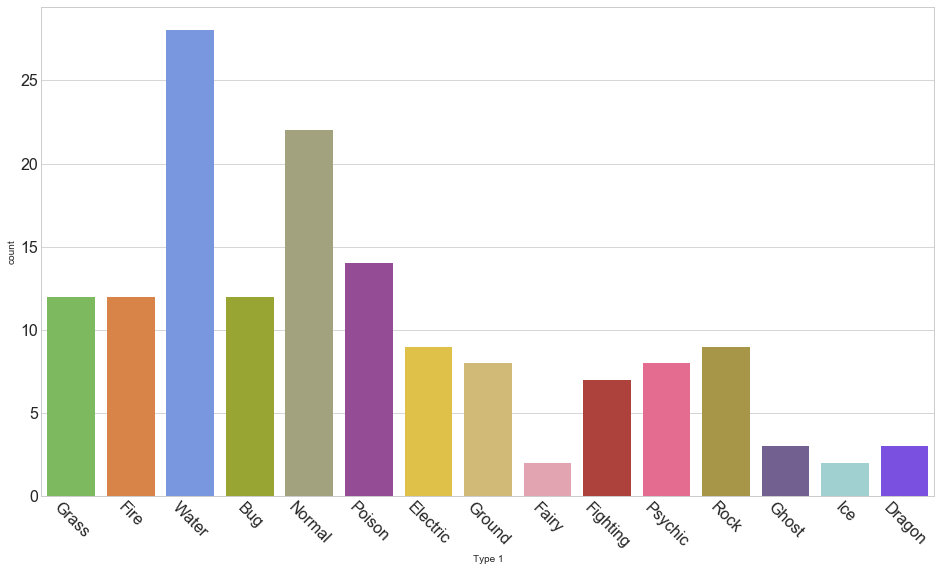 25
20
15
10
5
0
count
Grass
Fire
Water
Bug
Normal
Poison
Electric
Ground
Fairy
Fighting
Psychic
Rock
Ghost
Ice
Dragon
Type 1